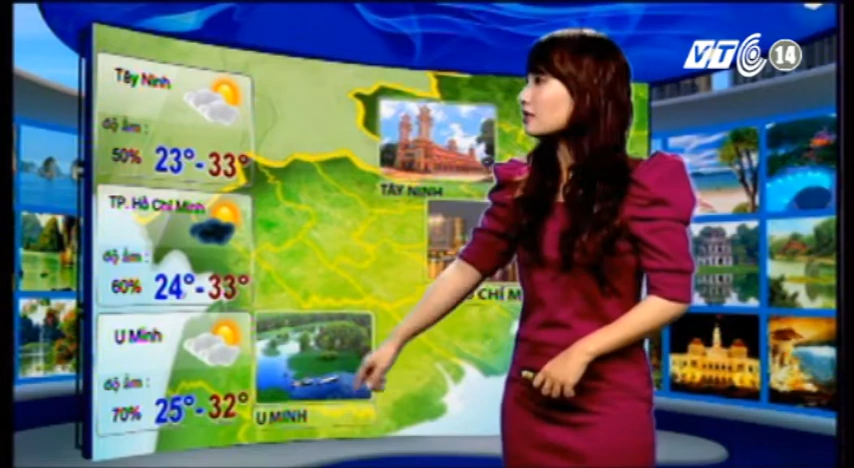 VTC 14
Tây Ninh
độ ẩm :
50% 23°-33°
TP. Hồ Chí Minh
độ ẩm :
60% 24°-33°
U Minh
độ ẩm :
70% 25°-32°
TÂY NINH
CHÍ M
U MINH